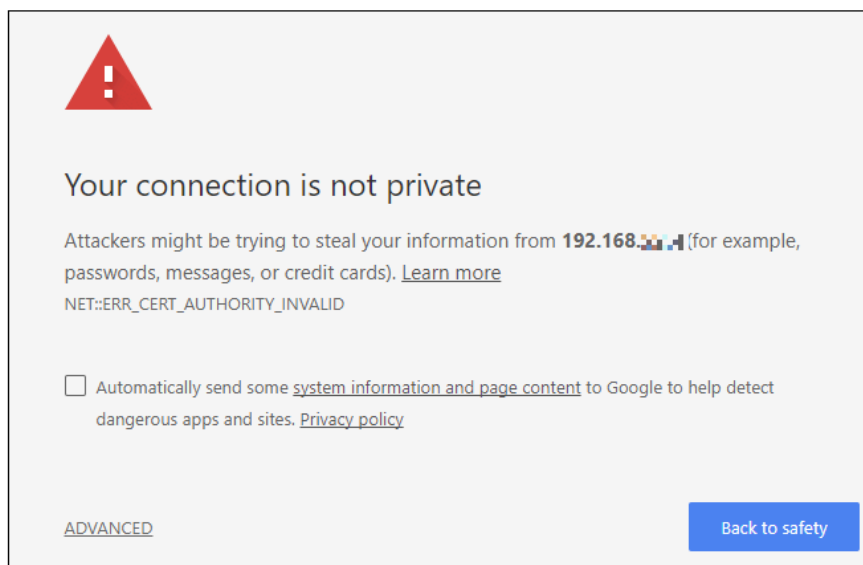 Your connection is not private
Attackers might be trying to steal your information from 192.168. (for example,
passwords, messages, or credit cards). Learn more
NET::ERR_CERT_AUTHORITY_INVALID
Automatically send some system information and page content to Google to help detect
dangerous apps and sites. Privacy policy
ADVANCED
Back to safety